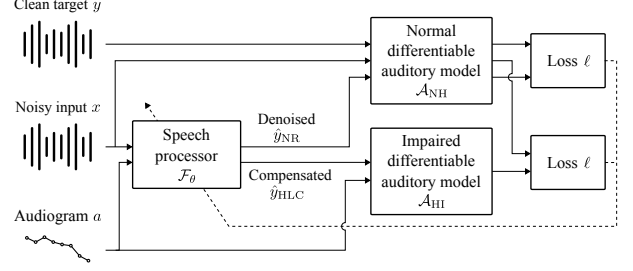 Clean target y
Noisy input x
Audiogram a
Speech
processor
𝓕_θ
Denoised
ŷ_NR
Compensated
ŷ_HLC
Normal
differentiable
auditory model
𝓐_NH
Impaired
differentiable
auditory model
𝓐_HI
Loss ℓ
Loss ℓ